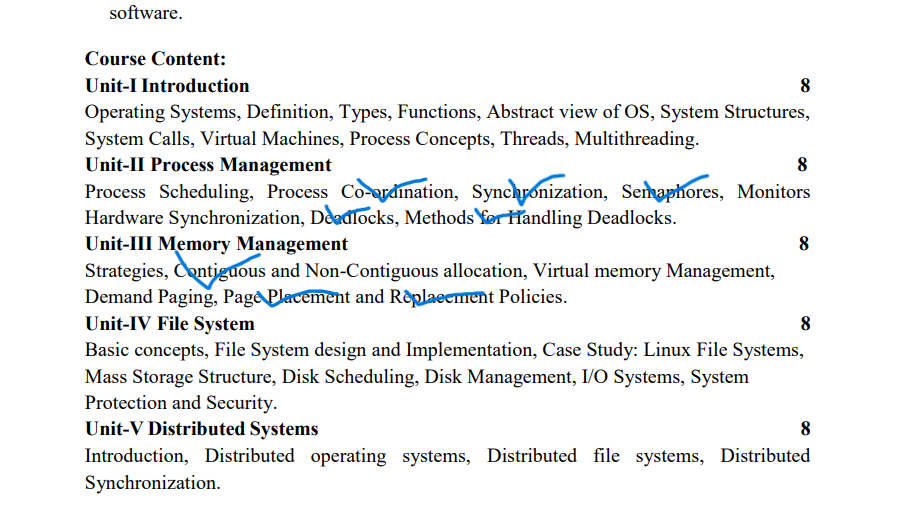 software.
Course Content:
Unit-I Introduction 8
Operating Systems, Definition, Types, Functions, Abstract view of OS, System Structures,
System Calls, Virtual Machines, Process Concepts, Threads, Multithreading.
Unit-II Process Management 8
Process Scheduling, Process Co-ordination, Synchronization, Semaphores, Monitors
Hardware Synchronization, Deadlocks, Methods for Handling Deadlocks.
Unit-III Memory Management 8
Strategies, Contiguous and Non-Contiguous allocation, Virtual memory Management,
Demand Paging, Page Placement and Replacement Policies.
Unit-IV File System 8
Basic concepts, File System design and Implementation, Case Study: Linux File Systems,
Mass Storage Structure, Disk Scheduling, Disk Management, I/O Systems, System
Protection and Security.
Unit-V Distributed Systems 8
Introduction, Distributed operating systems, Distributed file systems, Distributed
Synchronization.